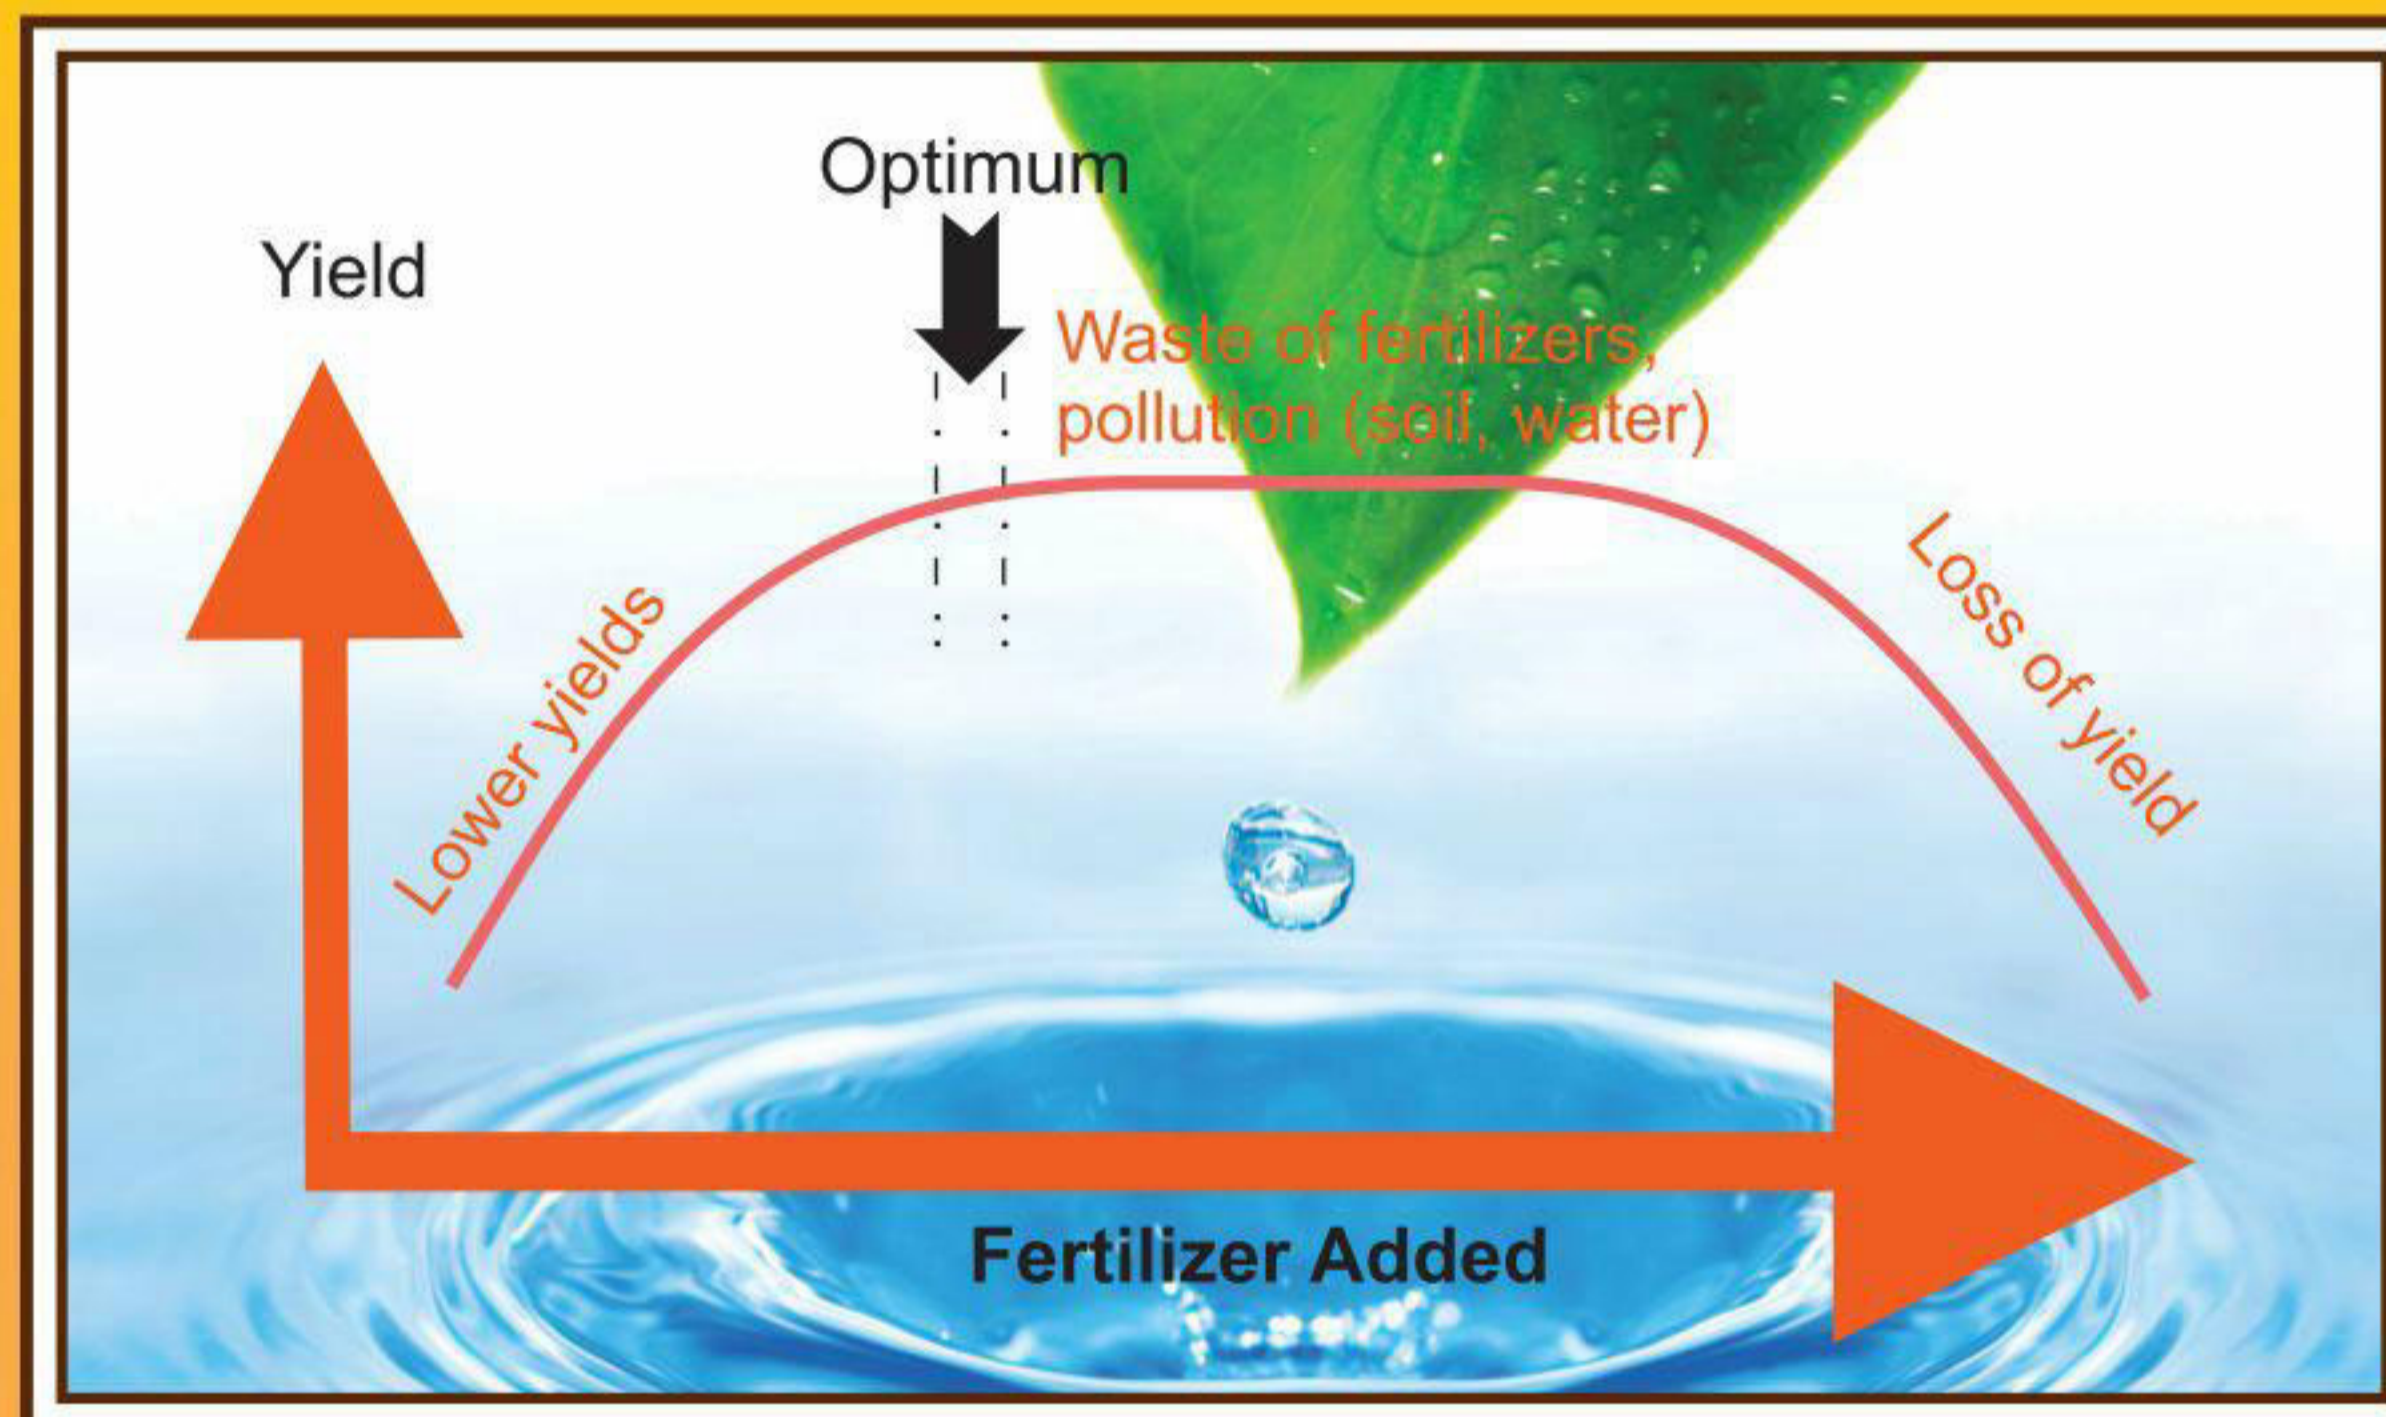 Optimum
Yield
Waste of fertilizers,
pollution (soil, water)
Lower yields
Loss of yield
Fertilizer Added